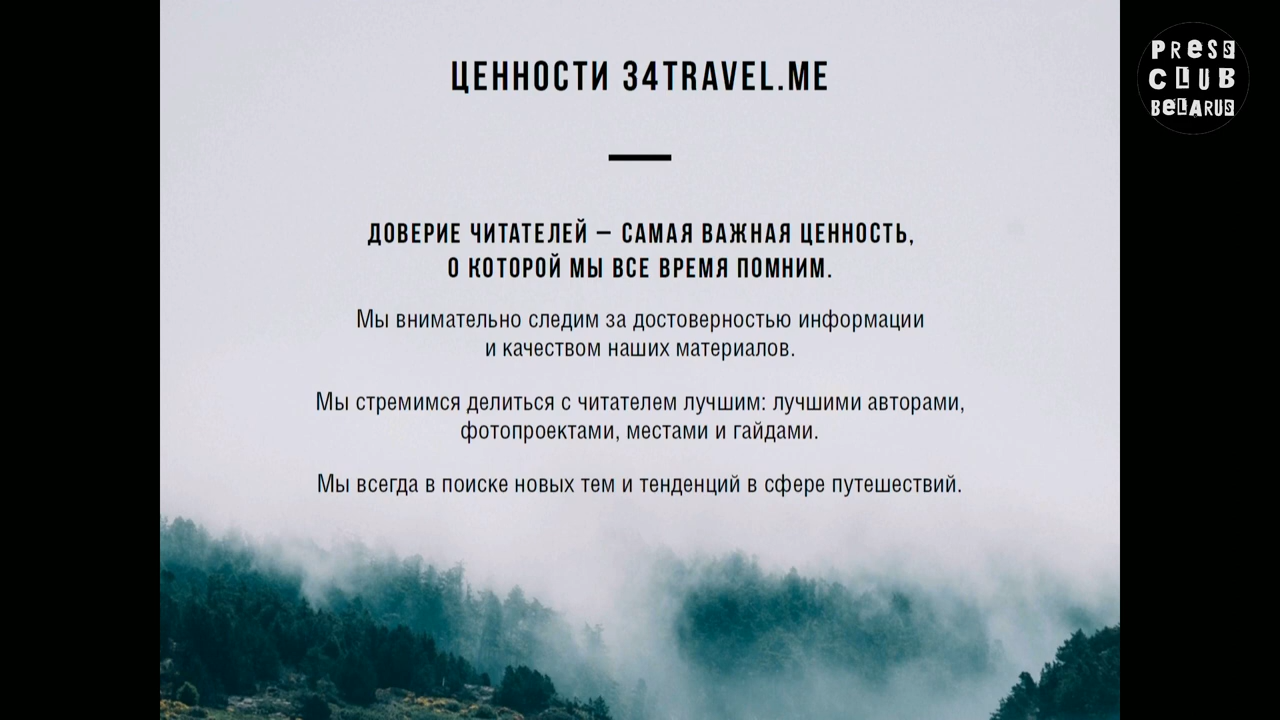 ЦЕННОСТИ 34TRAVEL.ME
ДОВЕРИЕ ЧИТАТЕЛЕЙ – САМАЯ ВАЖНАЯ ЦЕННОСТЬ,
О КОТОРОЙ МЫ ВСЕ ВРЕМЯ ПОМНИМ.
Мы внимательно следим за достоверностью информации
и качеством наших материалов.
Мы стремимся делиться с читателем лучшим: лучшими авторами,
фотопроектами, местами и гайдами.
Мы всегда в поиске новых тем и тенденций в сфере путешествий.
PRESS
CLUB
BELARUS